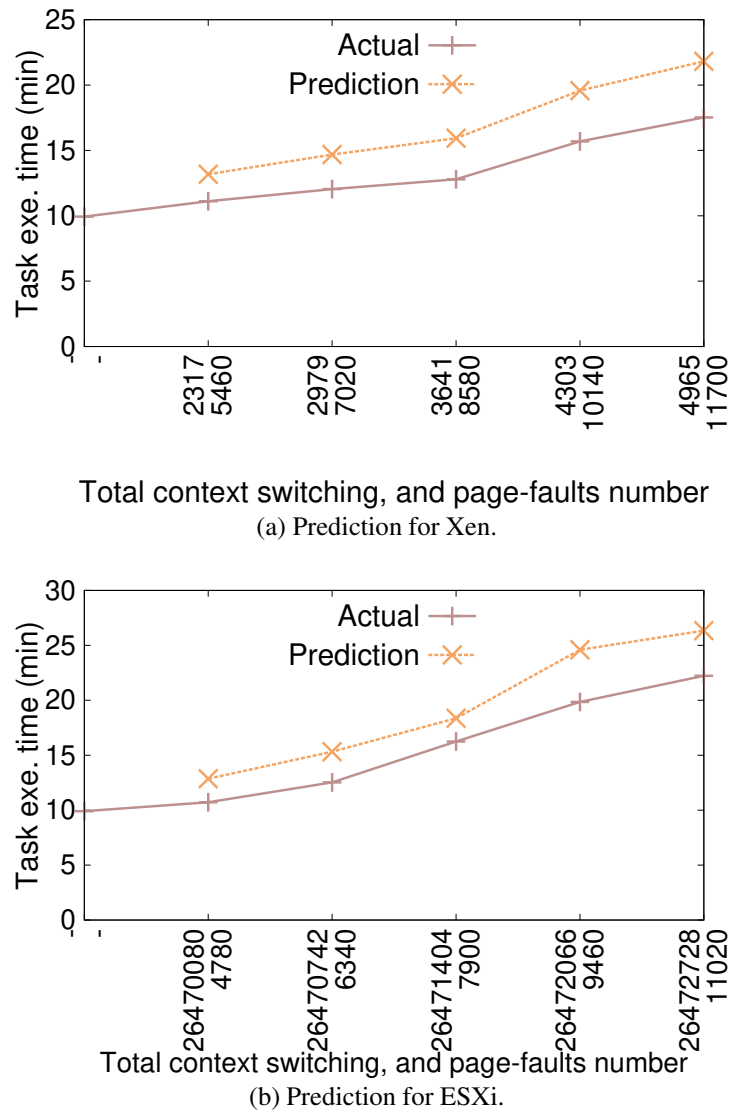 25
20
15
10
5
0
Task exe. time (min)
Actual
Prediction
- -
2317 5460
2979 7020
3641 8580
4303 10140
4965 11700
Total context switching, and page-faults number
(a) Prediction for Xen.
30
25
20
15
10
5
0
Task exe. time (min)
Actual
Prediction
- -
26470080 4780
26470742 6340
26471404 7900
26472066 9460
26472728 11020
Total context switching, and page-faults number
(b) Prediction for ESXi.